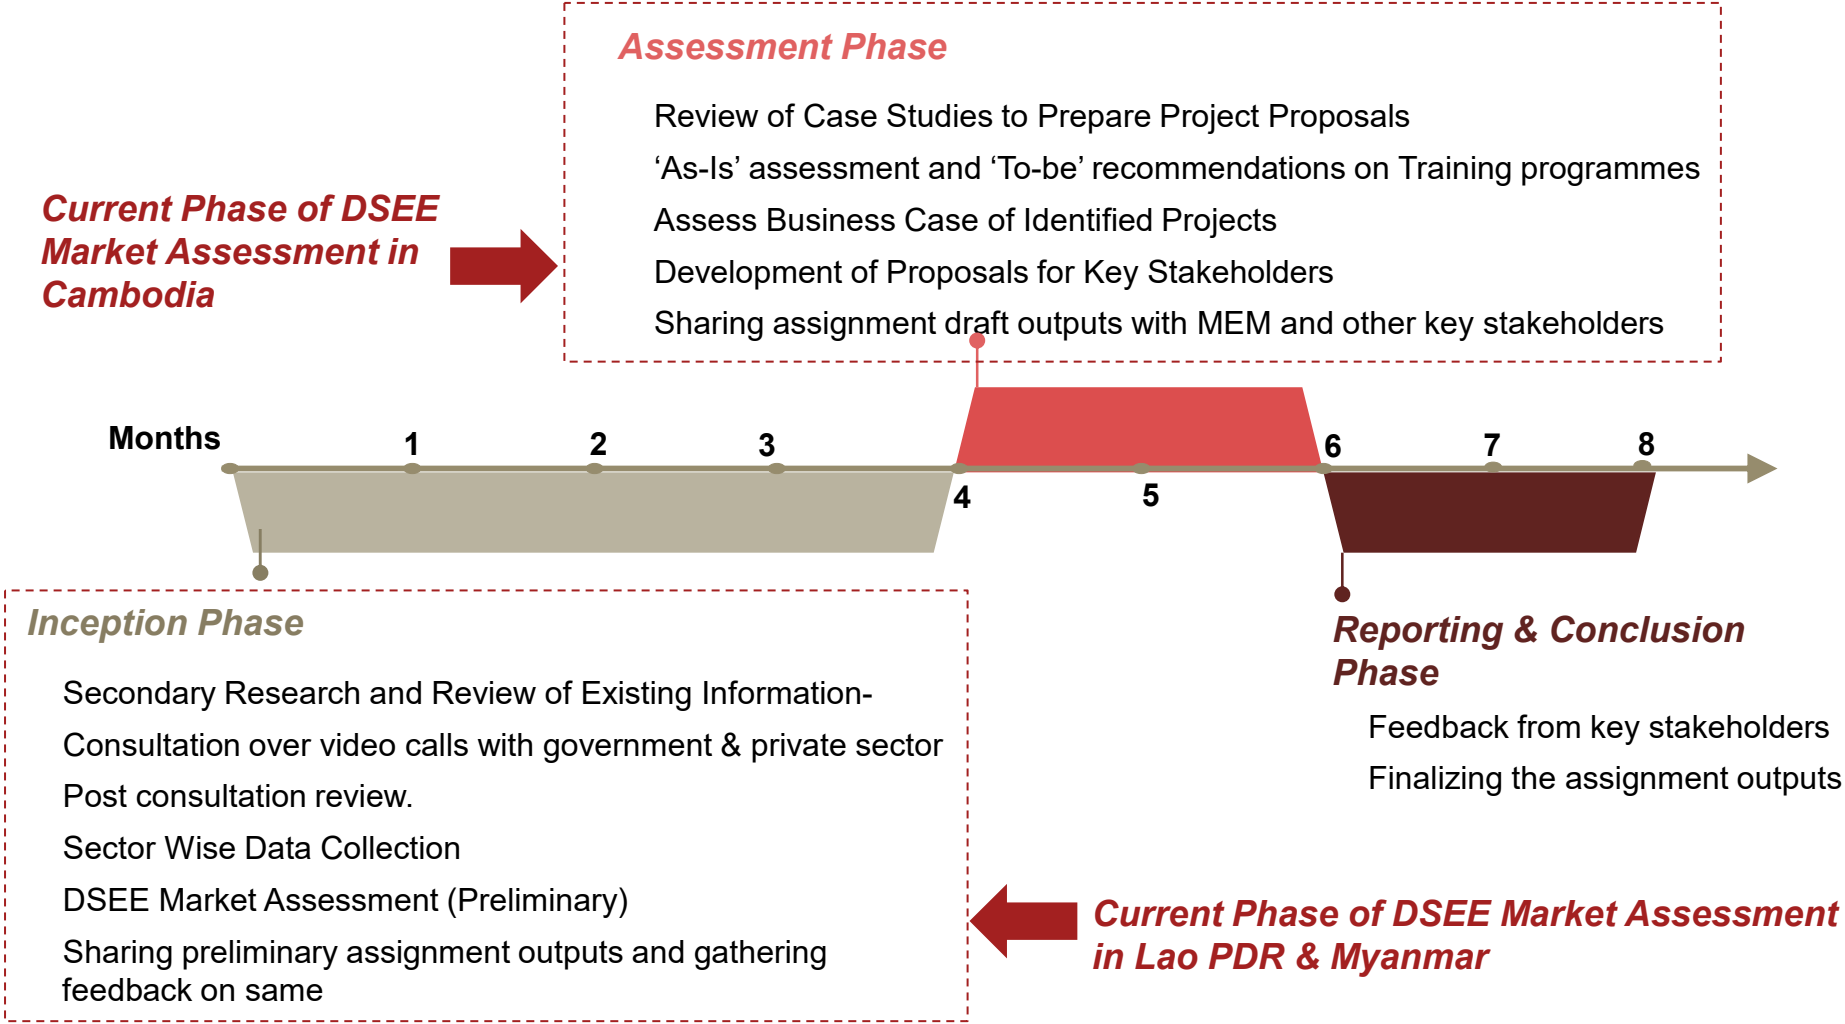 Assessment Phase
Review of Case Studies to Prepare Project Proposals
‘As-Is’ assessment and ‘To-be’ recommendations on Training programmes
Assess Business Case of Identified Projects
Development of Proposals for Key Stakeholders
Sharing assignment draft outputs with MEM and other key stakeholders
Current Phase of DSEE
Market Assessment in
Cambodia
Months
1
2
3
4
5
6
7
8
Inception Phase
Secondary Research and Review of Existing Information-
Consultation over video calls with government & private sector
Post consultation review.
Sector Wise Data Collection
DSEE Market Assessment (Preliminary)
Sharing preliminary assignment outputs and gathering
feedback on same
Reporting & Conclusion
Phase
Feedback from key stakeholders
Finalizing the assignment outputs
Current Phase of DSEE Market Assessment
in Lao PDR & Myanmar